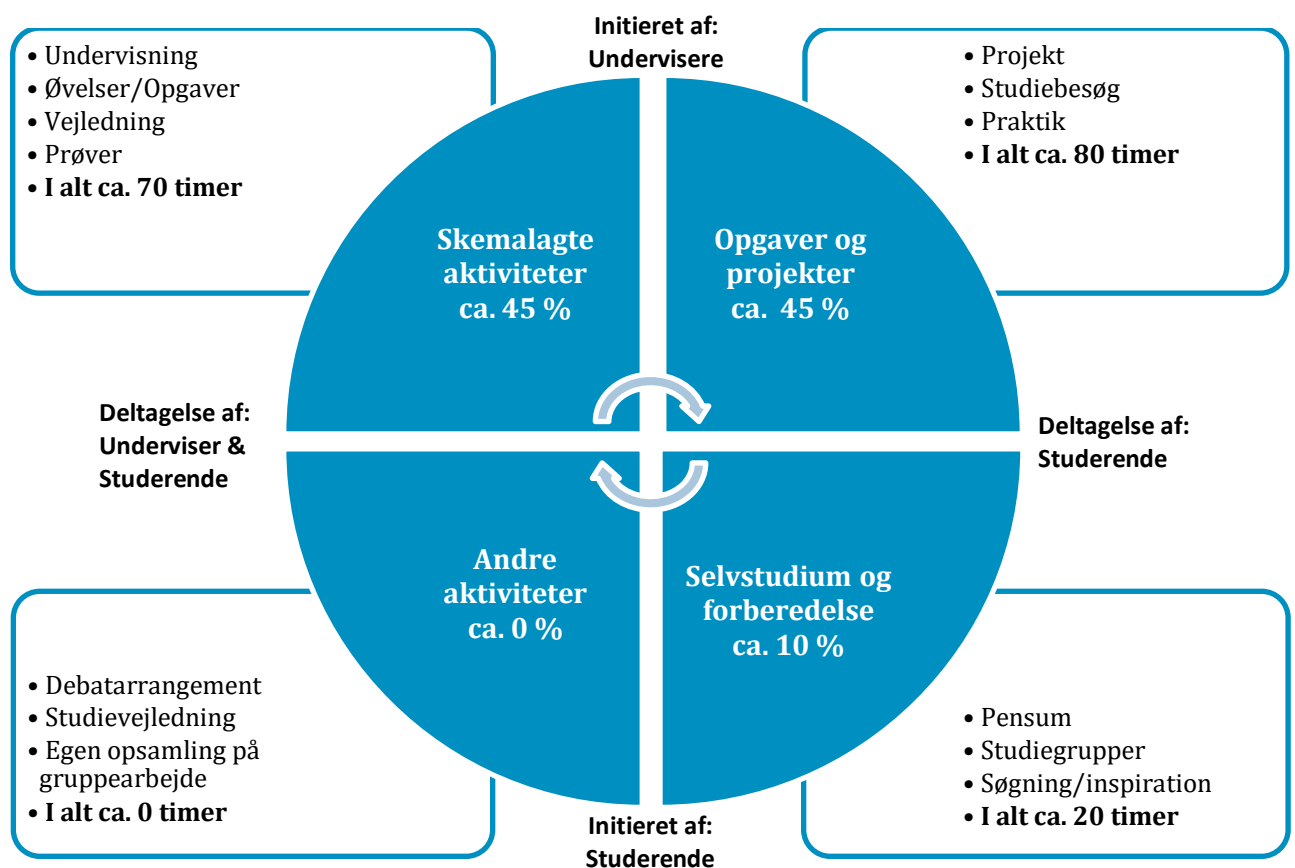 Initieret af:
Undervisere
• Undervisning
• Øvelser/Opgaver
• Vejledning
• Prøver
• I alt ca. 70 timer
• Projekt
• Studiebesøg
• Praktik
• I alt ca. 80 timer
Skemalagte
aktiviteter
ca. 45 %
Opgaver og
projekter
ca. 45 %
Deltagelse af:
Underviser &
Studerende
Deltagelse af:
Studerende
Andre
aktiviteter
ca. 0 %
Selvstudium og
forberedelse
ca. 10 %
• Debatarrangement
• Studievejledning
• Egen opsamling på
gruppearbejde
• I alt ca. 0 timer
• Pensum
• Studiegrupper
• Søgning/inspiration
• I alt ca. 20 timer
Initieret af:
Studerende